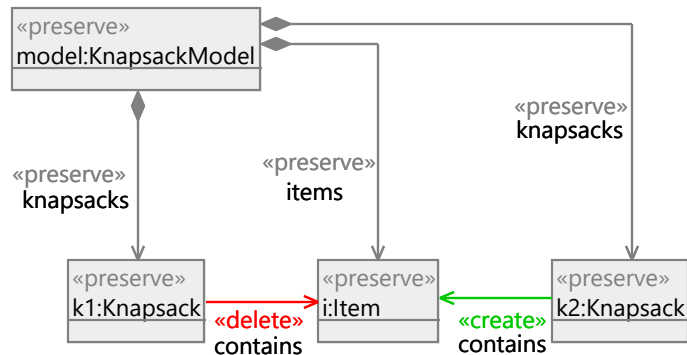 «preserve»
model:KnapsackModel
«preserve»
knapsacks
«preserve»
items
«preserve»
knapsacks
«preserve»
k1:Knapsack
«delete»
contains
«preserve»
i:Item
«create»
contains
«preserve»
k2:Knapsack